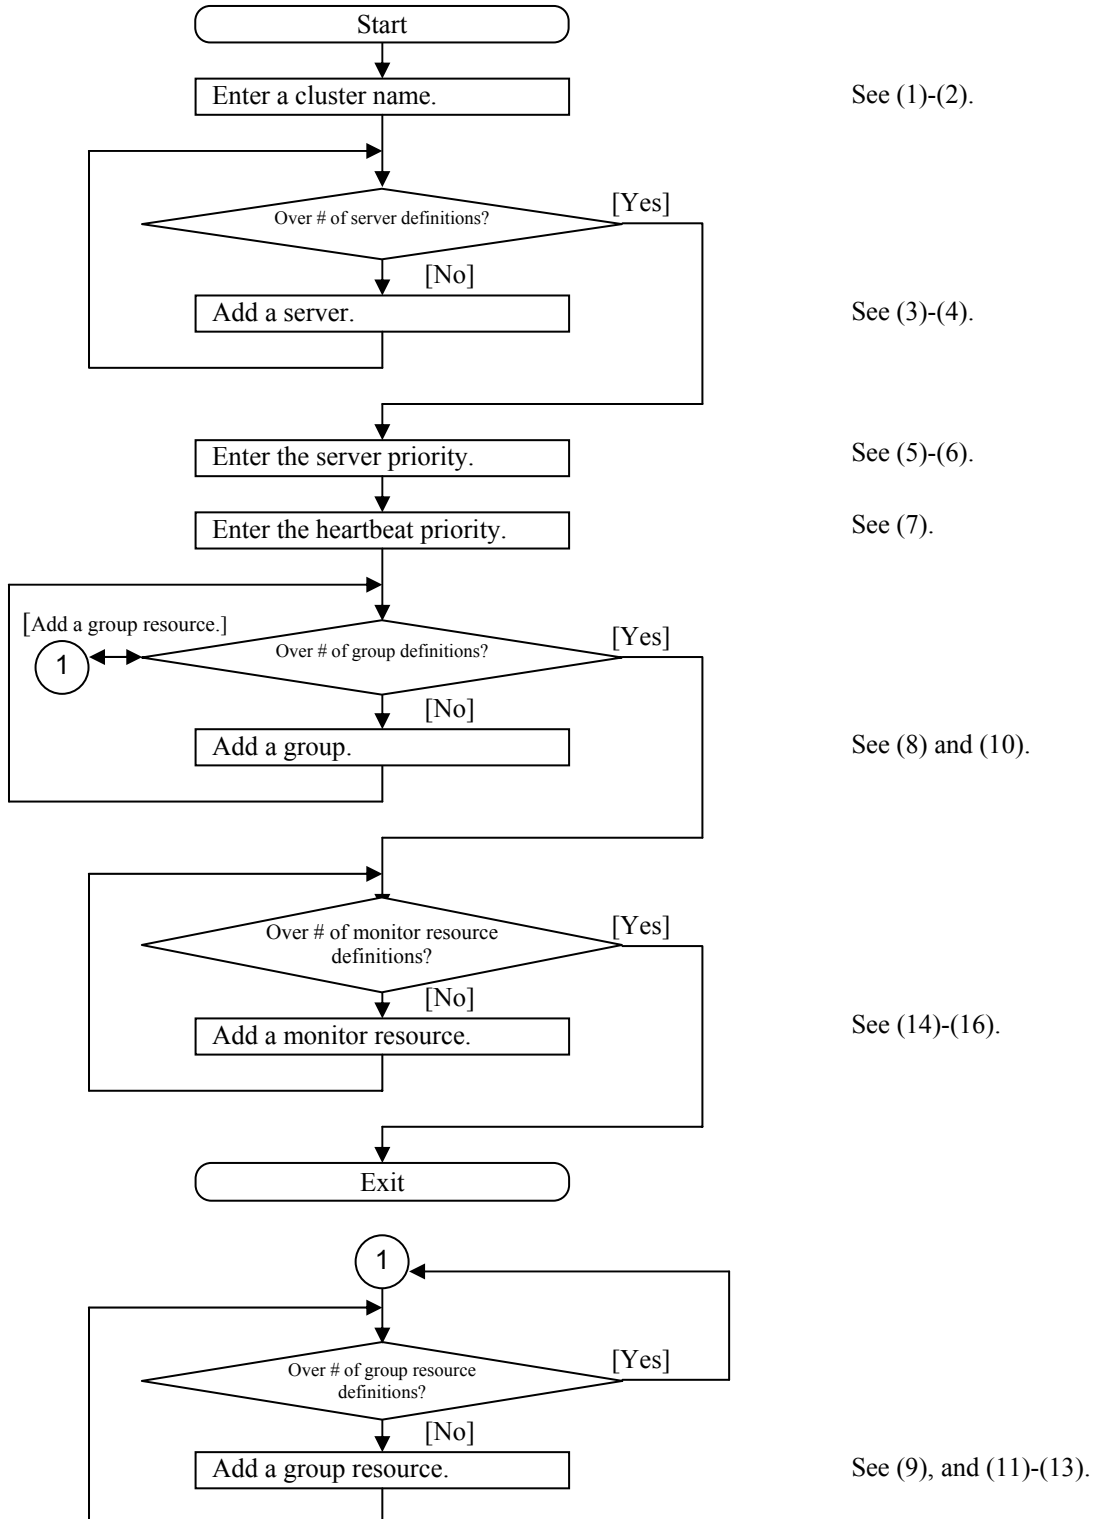 Start
Enter a cluster name.
See (1)-(2).
Over # of server definitions?
[Yes]
[No]
Add a server.
See (3)-(4).
Enter the server priority.
See (5)-(6).
Enter the heartbeat priority.
See (7).
[Add a group resource.]
1
Over # of group definitions?
[Yes]
[No]
Add a group.
See (8) and (10).
Over # of monitor resource
definitions?
[Yes]
[No]
Add a monitor resource.
See (14)-(16).
Exit
1
Over # of group resource
definitions?
[Yes]
[No]
Add a group resource.
See (9), and (11)-(13).